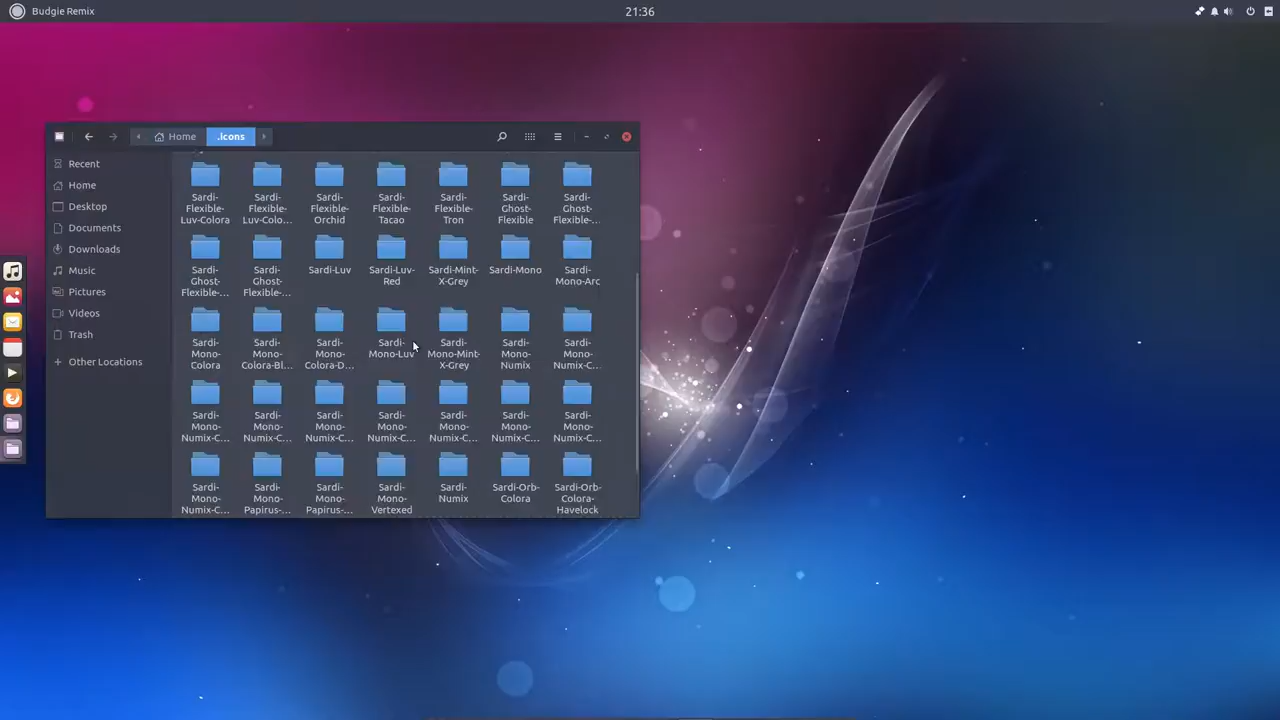 Budgie Remix
21:36
Home
.icons
Recent
Home
Desktop
Documents
Downloads
Music
Pictures
Videos
Trash
Other Locations
Sardi-
Flexible-
Luv-Colora
Sardi-
Flexible-
Luv-Colo...
Sardi-
Flexible-
Orchid
Sardi-
Flexible-
Tacao
Sardi-
Flexible-
Tron
Sardi-
Ghost-
Flexible
Sardi-
Ghost-
Flexible-...
Sardi-
Ghost-
Flexible-...
Sardi-
Ghost-
Flexible-...
Sardi-Luv
Sardi-Luv-
Red
Sardi-Mint-
X-Grey
Sardi-Mono
Sardi-
Mono-Arc
Sardi-
Mono-
Colora
Sardi-
Mono-
Colora-Bl...
Sardi-
Mono-
Colora-D...
Sardi-
Mono-Luv
Sardi-
Mono-Mint-
X-Grey
Sardi-
Mono-
Numix
Sardi-
Mono-
Numix-C...
Sardi-
Mono-
Numix-C...
Sardi-
Mono-
Numix-C...
Sardi-
Mono-
Numix-C...
Sardi-
Mono-
Numix-C...
Sardi-
Mono-
Numix-C...
Sardi-
Mono-
Numix-C...
Sardi-
Mono-
Numix-C...
Sardi-
Mono-
Numix-C...
Sardi-
Mono-
Papirus-...
Sardi-
Mono-
Papirus-...
Sardi-
Mono-
Vertexed
Sardi-
Numix
Sardi-Orb-
Colora
Sardi-Orb-
Colora-
Havelock